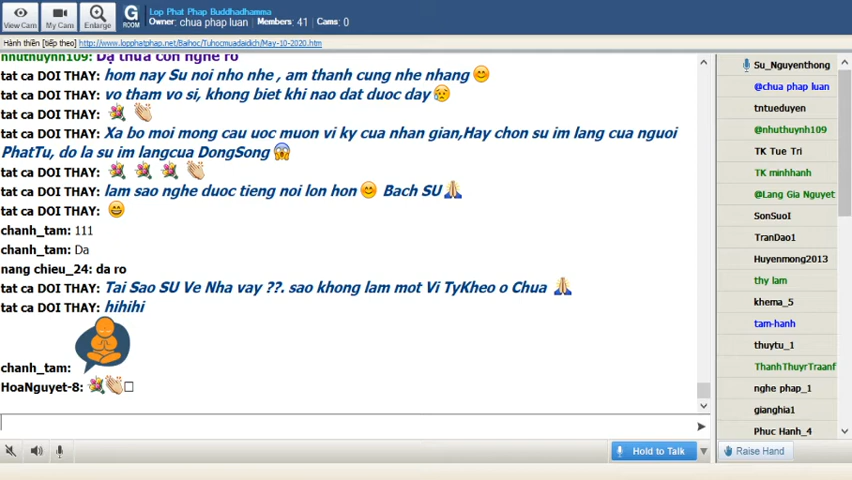 Lop Phat Phap Buddhadhamma
Owner: chua phap luan Members: 41 Cams: 0
View Cam
My Cam
Enlarge
G
ROOM
Hành thiền [tiếp theo] http://www.lopphatphap.net/Baihoc/Tuhocmuadaidich/May-10-2020.htm
nhuthuynh109: Dạ thưa con nghe rõ
tat ca DOI THAY: hom nay Su noi nho nhe , am thanh cung nhe nhang
tat ca DOI THAY: vo tham vo si, khong biet khi nao dat duoc day
tat ca DOI THAY:
tat ca DOI THAY: Xa bo moi mong cau uoc muon vi ky cua nhan gian,Hay chon su im lang cua nguoi
PhatTu, do la su im langcua DongSong
tat ca DOI THAY:
tat ca DOI THAY: lam sao nghe duoc tieng noi lon hon Bach SU
tat ca DOI THAY:
chanh_tam: 111
chanh_tam: Da
nang chieu_24: da ro
tat ca DOI THAY: Tai Sao SU Ve Nha vay ??. sao khong lam mot Vi TyKheo o Chua
tat ca DOI THAY: hihihi
chanh_tam:
HoaNguyet-8:
Su_Nguyenthong
@chua phap luan
tntueduyen
@nhuthuynh109
TK Tue Tri
TK minhhanh
@Lang Gia Nguyet
SonSuoI
TranDao1
Huyenmong2013
thy lam
khema_5
tam-hanh
thuytu_1
ThanhThuyrTraanf
nghe phap_1
gianghia1
Phuc Hanh_4
Hold to Talk
Raise Hand